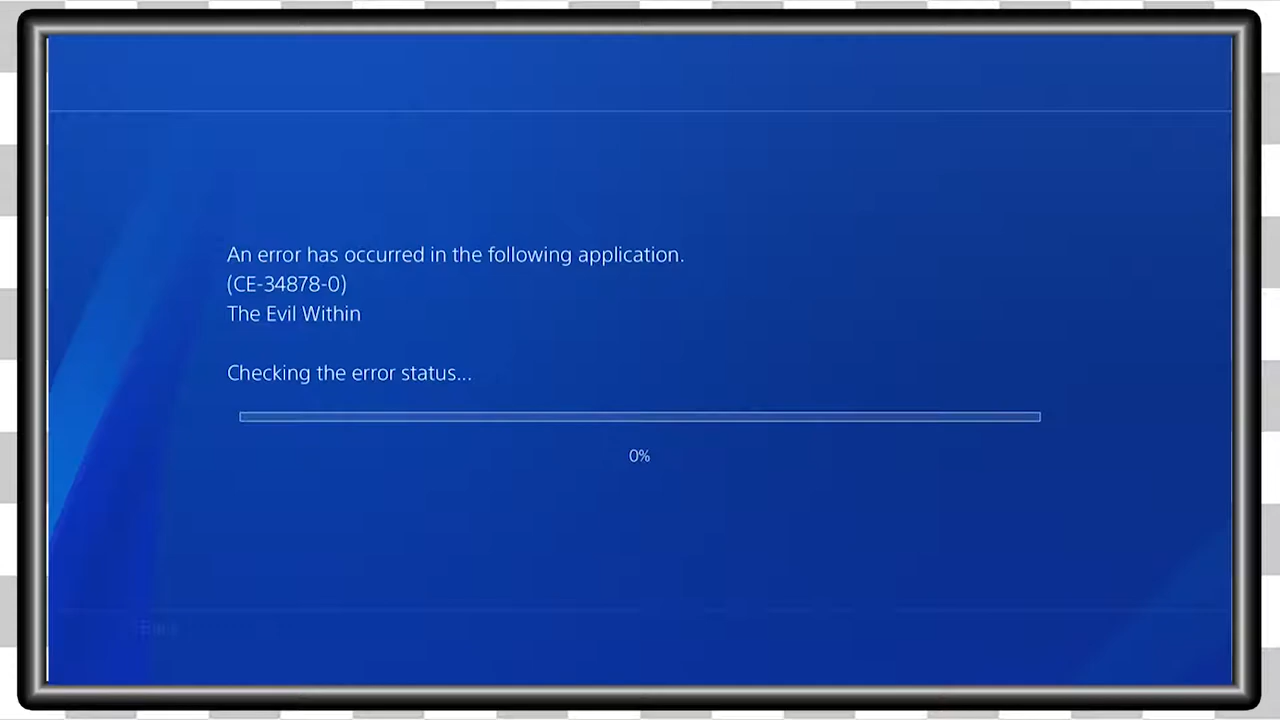 An error has occurred in the following application.
(CE-34878-0)
The Evil Within
Checking the error status...
0%